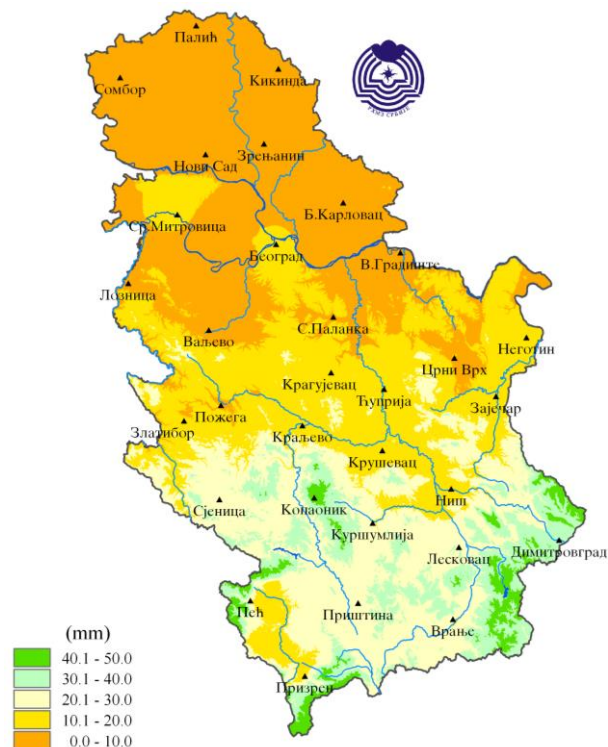 Палић
Кикинда
Сомбор
Зрењанин
Нови Сад
Б.Карловац
Ср.Митровица
Београд
В.Градиште
Лозница
С.Паланка
Ваљево
Неготин
Црни Врх
Крагујевац
Ћуприја
Зајечар
Пожега
Златибор
Краљево
Крушевац
Ниш
Сјеница
Копаоник
Куршумлија
Димитровград
Лесковац
Пећ
Приштина
Врање
Призрен
(mm)
40.1 - 50.0
30.1 - 40.0
20.1 - 30.0
10.1 - 20.0
0.0 - 10.0